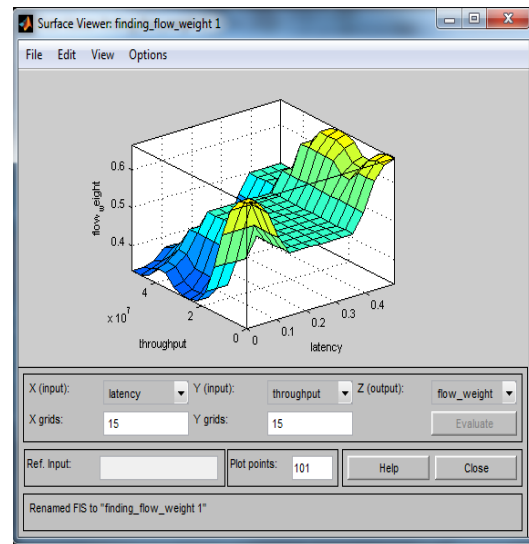 Surface Viewer: finding_flow_weight 1
File Edit View Options
flow_weight
0.6
0.5
0.4
4
2
0
x 10^7
throughput
0 0.1 0.2 0.3 0.4
latency
X (input): latency Y (input): throughput Z (output): flow_weight
X grids: 15 Y grids: 15 Evaluate
Ref. Input: Plot points: 101 Help Close
Renamed FIS to "finding_flow_weight 1"